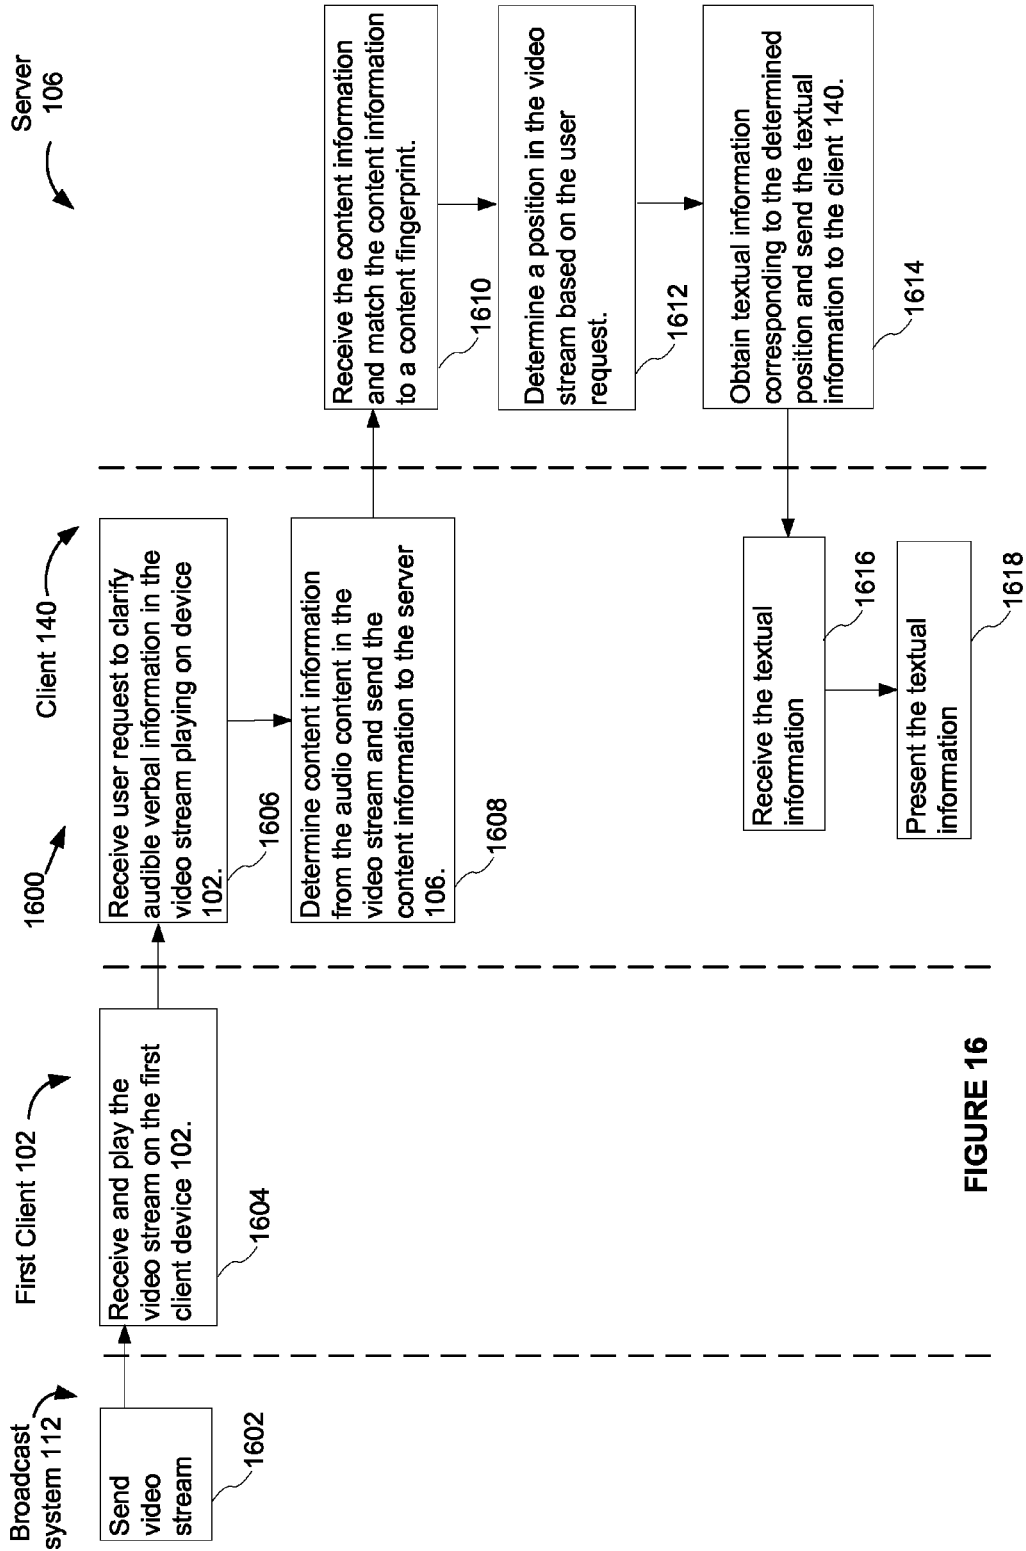 Broadcast
system 112
First Client 102
1600
Client 140
Server
106
Send
video
stream
1602
Receive and play the
video stream on the first
client device 102.
1604
Receive user request to clarify
audible verbal information in the
video stream playing on device
102.
1606
Determine content information
from the audio content in the
video stream and send the
content information to the server
106.
1608
Receive the content information
and match the content information
to a content fingerprint.
1610
Determine a position in the video
stream based on the user
request.
1612
Obtain textual information
corresponding to the determined
position and send the textual
information to the client 140.
1614
Receive the textual
information
1616
Present the textual
information
1618
FIGURE 16